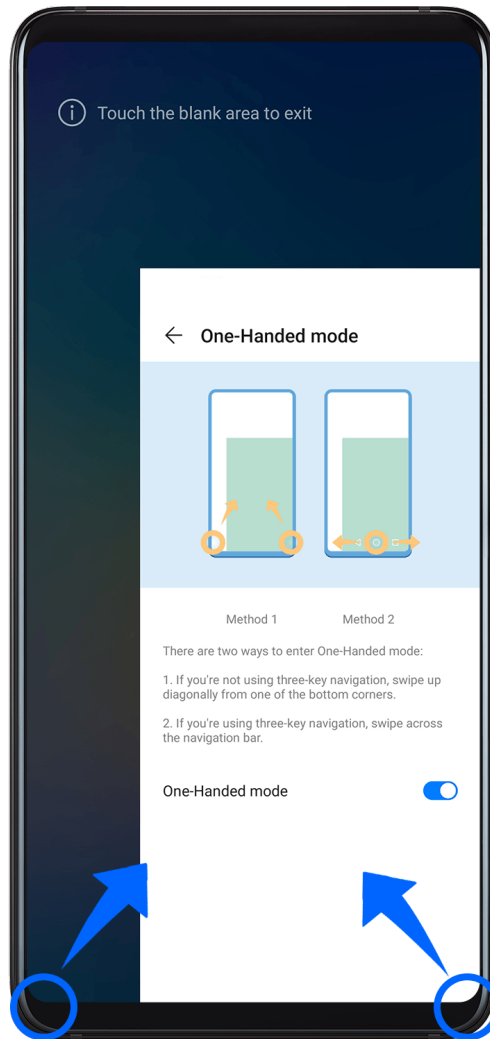 Touch the blank area to exit
One-Handed mode
Method 1
Method 2
There are two ways to enter One-Handed mode:
1. If you're not using three-key navigation, swipe up
diagonally from one of the bottom corners.
2. If you're using three-key navigation, swipe across
the navigation bar.
One-Handed mode